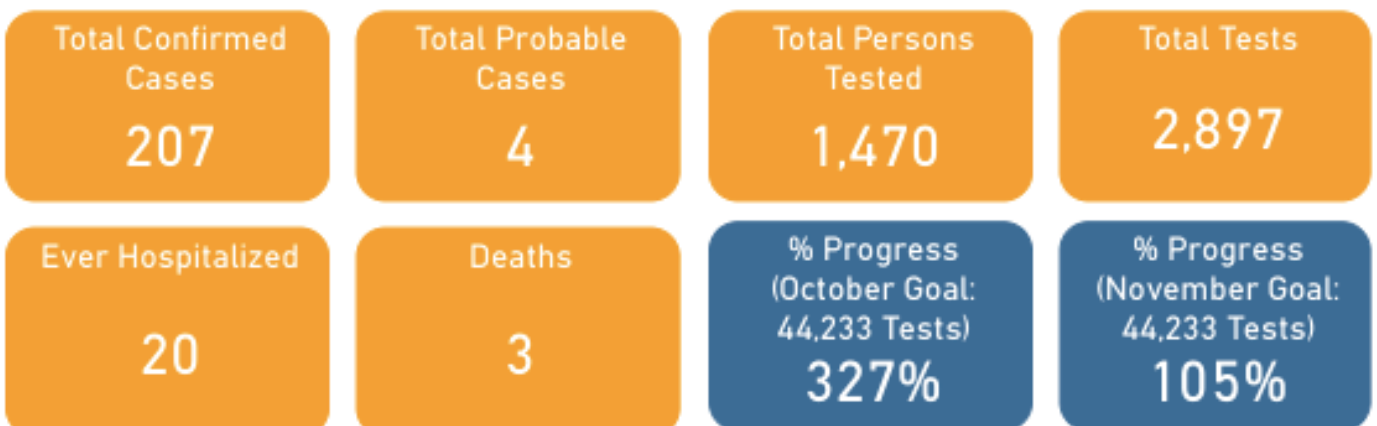 Total Confirmed
Cases
207
Total Probable
Cases
4
Total Persons
Tested
1,470
Total Tests
2,897
Ever Hospitalized
20
Deaths
3
% Progress
(October Goal:
44,233 Tests)
327%
% Progress
(November Goal:
44,233 Tests)
105%